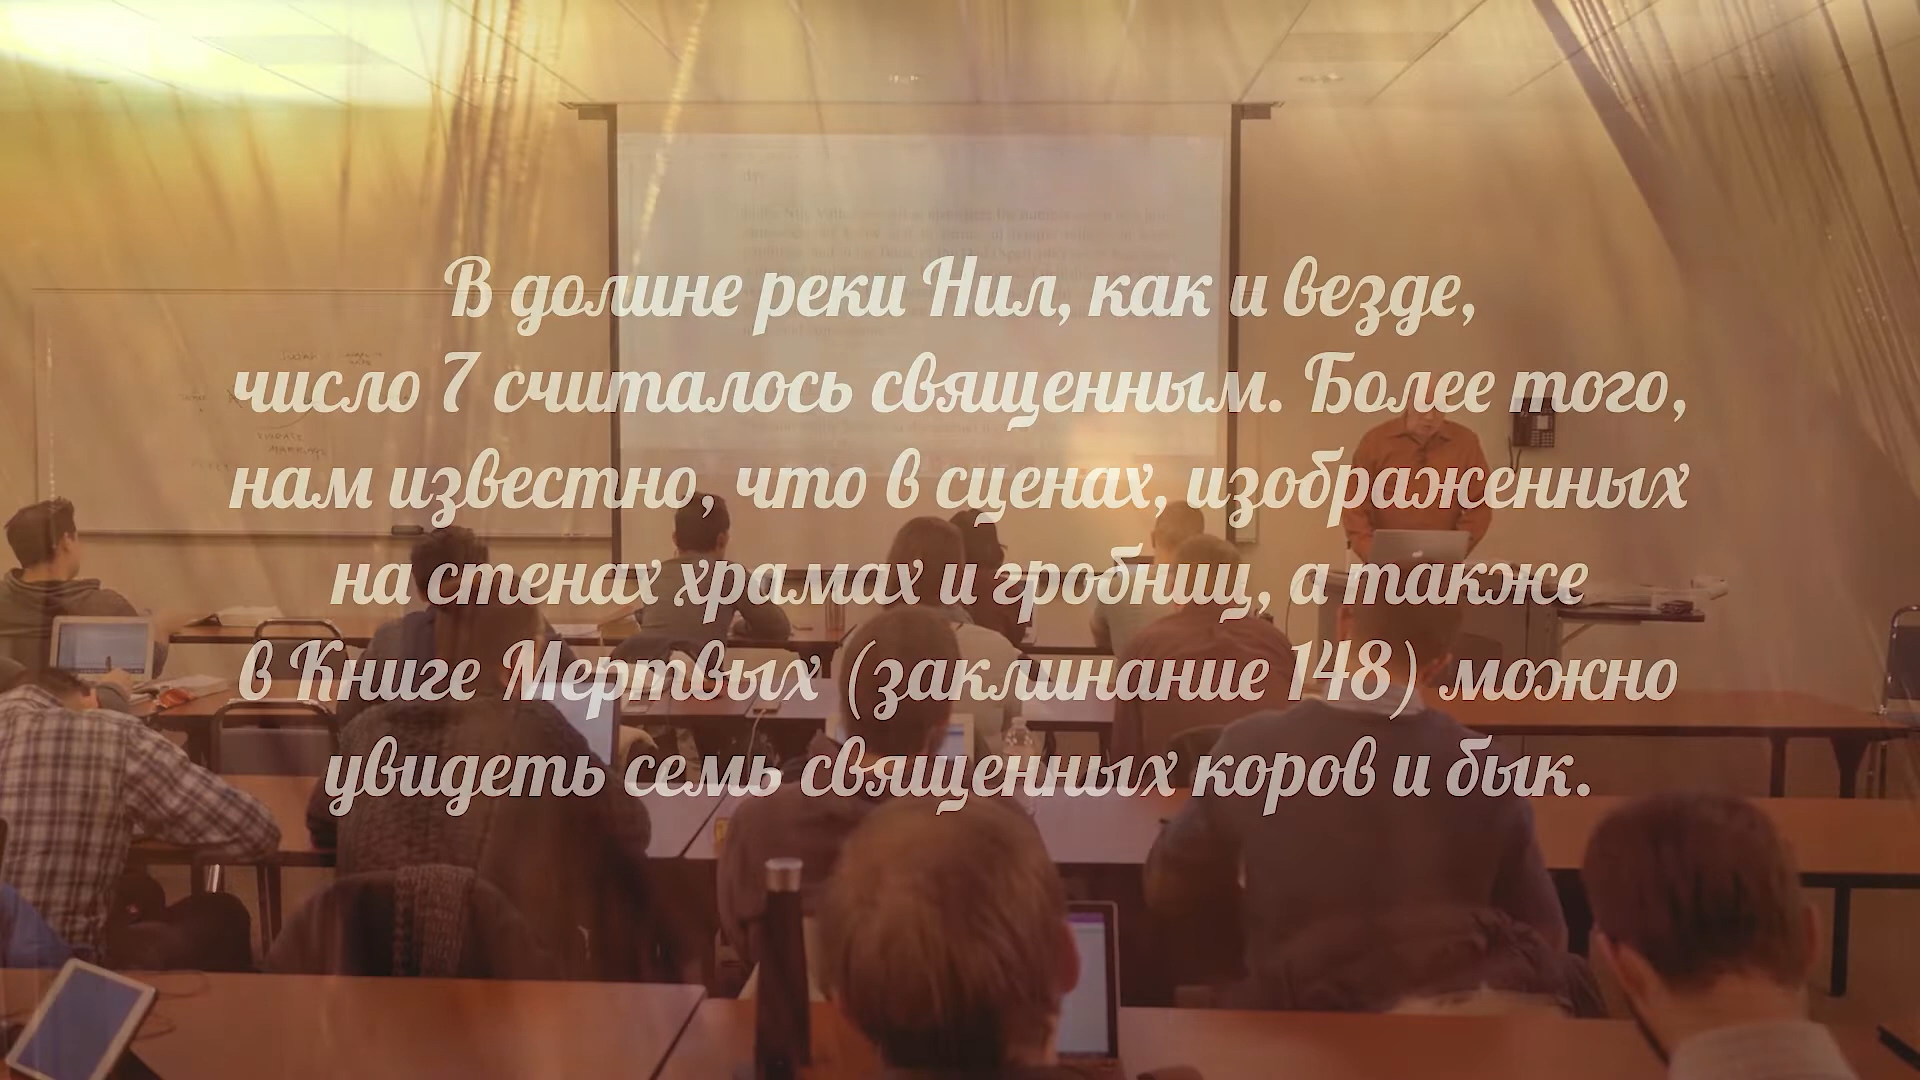 В долине реки Нил, как и везде,
число 7 считалось священным. Более того,
нам известно, что в сценах, изображенных
на стенах храмах и гробниц, а также
в Книге Мертвых (заклинание 148) можно
увидеть семь священных коров и бык.